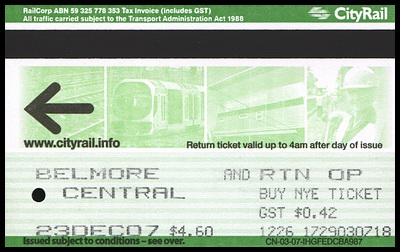 RailCorp ABN 59 325 778 353 Tax Invoice (includes GST)
All traffic carried subject to the Transport Administration Act 1988
CityRail
www.cityrail.info
Return ticket valid up to 4am after day of issue
BELMORE AND RTN OP
CENTRAL BUY NYE TICKET
GST $0.42
23DEC07 $4.60 1226 1729030718
Issued subject to conditions – see over.
CN-03-07-IHGFEDCBA987